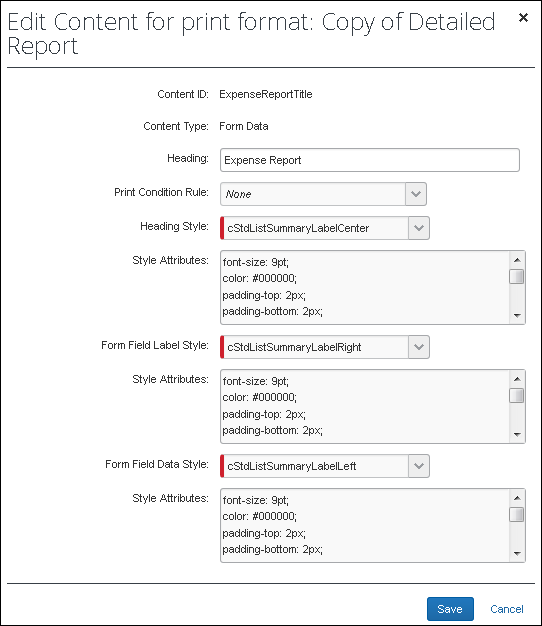 Edit Content for print format: Copy of Detailed
Report
Content ID: ExpenseReportTitle
Content Type: Form Data
Heading: Expense Report
Print Condition Rule: None
Heading Style: cStdListSummaryLabelCenter
Style Attributes: font-size: 9pt;
color: #000000;
padding-top: 2px;
padding-bottom: 2px;
Form Field Label Style: cStdListSummaryLabelRight
Style Attributes: font-size: 9pt;
color: #000000;
padding-top: 2px;
padding-bottom: 2px;
Form Field Data Style: cStdListSummaryLabelLeft
Style Attributes: font-size: 9pt;
color: #000000;
padding-top: 2px;
padding-bottom: 2px;
Save Cancel